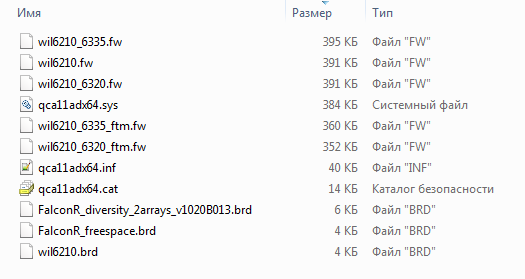 Имя Размер Тип
wil6210_6335.fw 395 КБ Файл "FW"
wil6210.fw 391 КБ Файл "FW"
wil6210_6320.fw 391 КБ Файл "FW"
qca11adx64.sys 384 КБ Системный файл
wil6210_6335_ftm.fw 360 КБ Файл "FW"
wil6210_6320_ftm.fw 352 КБ Файл "FW"
qca11adx64.inf 40 КБ Файл "INF"
qca11adx64.cat 14 КБ Каталог безопасности
FalconR_diversity_2arrays_v1020B013.brd 6 КБ Файл "BRD"
FalconR_freespace.brd 4 КБ Файл "BRD"
wil6210.brd 4 КБ Файл "BRD"